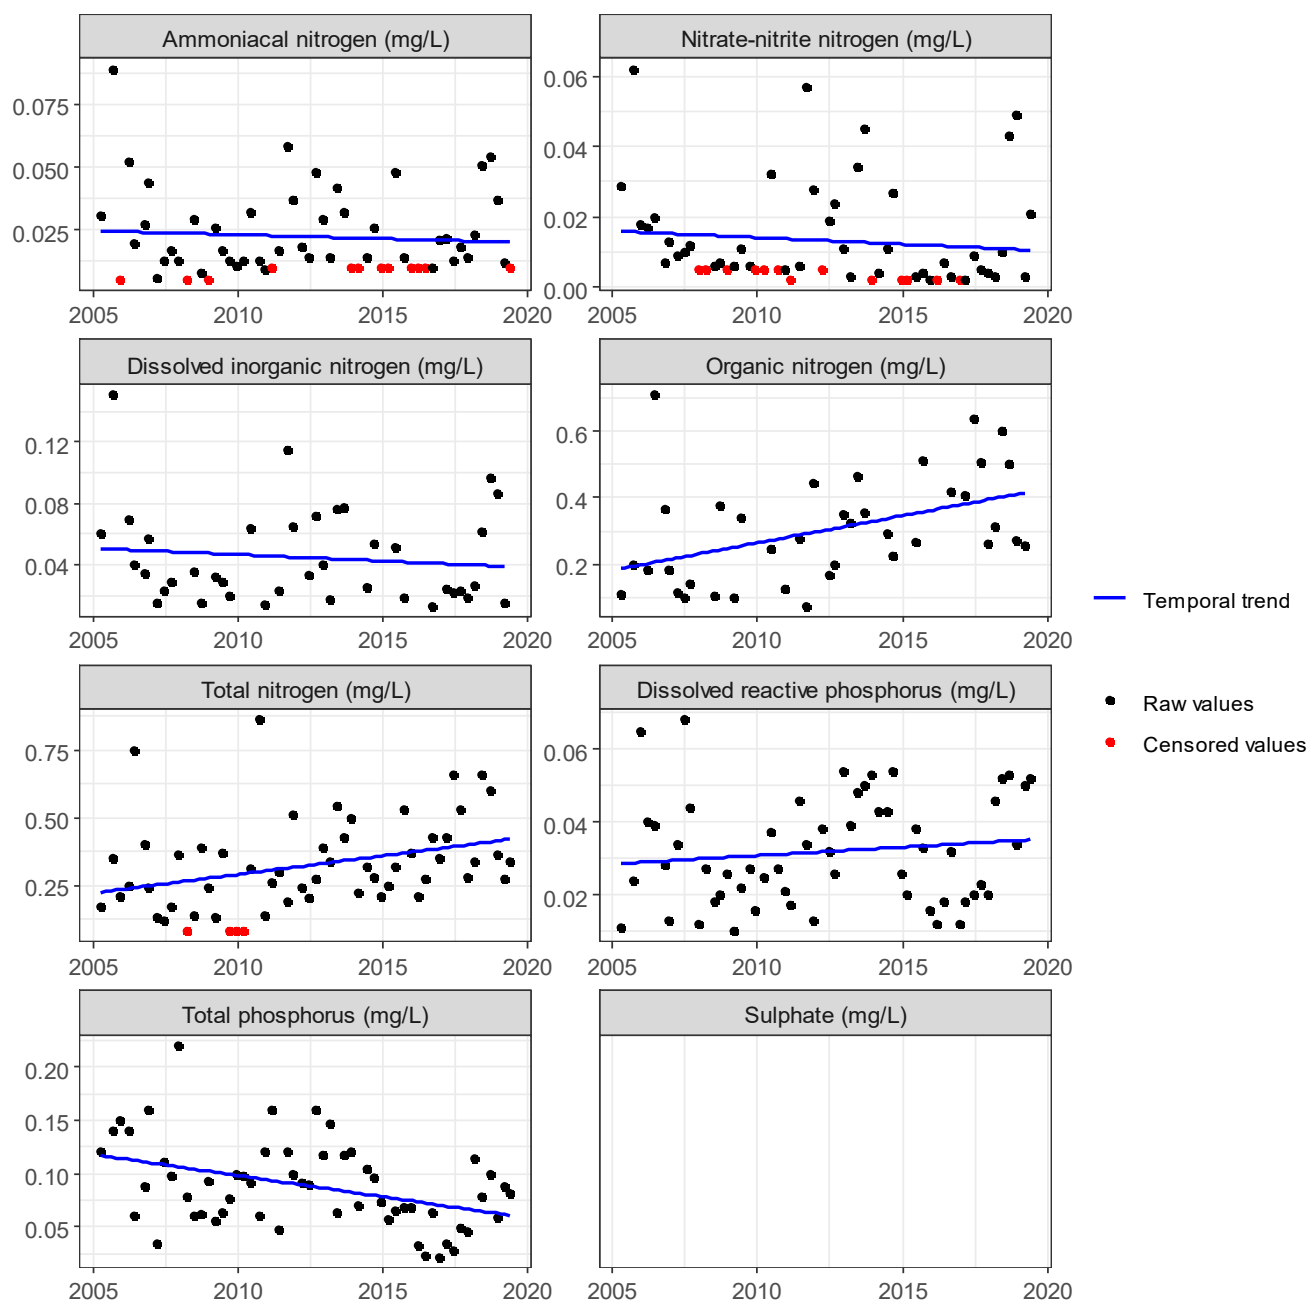 Ammoniacal nitrogen (mg/L)
Nitrate-nitrite nitrogen (mg/L)
0.075
0.050
0.025
0.06
0.04
0.02
0.00
2005 2010 2015 2020
2005 2010 2015 2020
Dissolved inorganic nitrogen (mg/L)
Organic nitrogen (mg/L)
0.12
0.08
0.04
0.6
0.4
0.2
2005 2010 2015 2020
2005 2010 2015 2020
Total nitrogen (mg/L)
Dissolved reactive phosphorus (mg/L)
0.75
0.50
0.25
0.06
0.04
0.02
2005 2010 2015 2020
2005 2010 2015 2020
Total phosphorus (mg/L)
Sulphate (mg/L)
0.20
0.15
0.10
0.05
2005 2010 2015 2020
2005 2010 2015 2020
Temporal trend
Raw values
Censored values